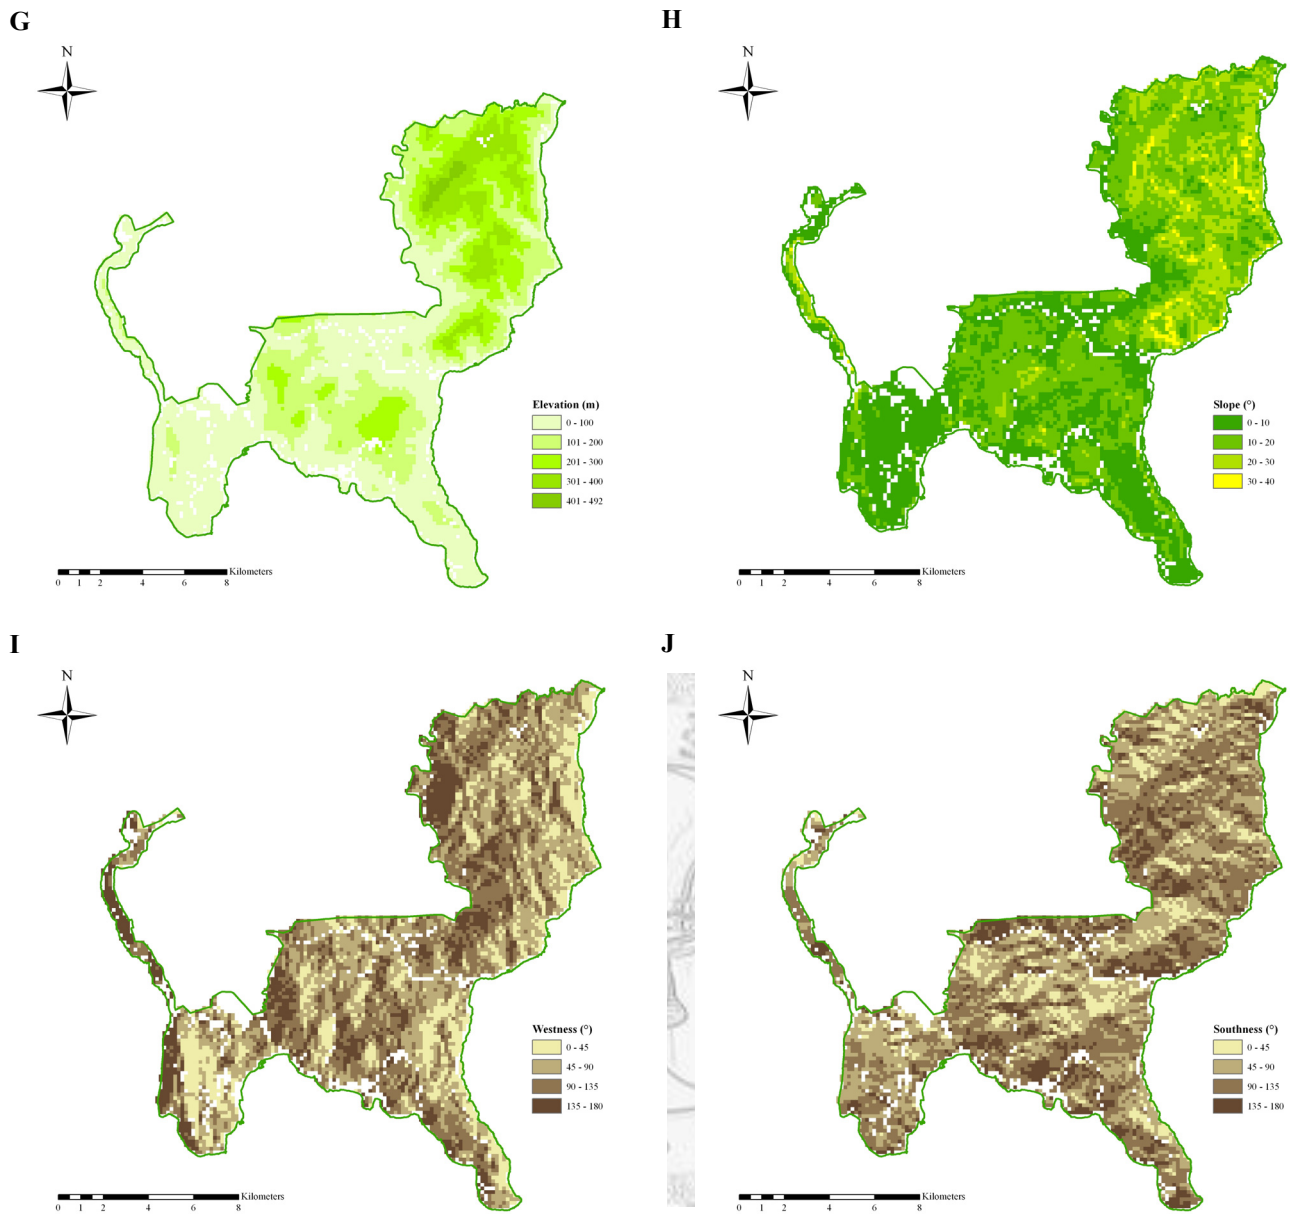 G
N
Elevation (m)
0 - 100
101 - 200
201 - 300
301 - 400
401 - 492
0 1 2 4 6 8 Kilometers
H
N
Slope (°)
0 - 10
10 - 20
20 - 30
30 - 40
0 1 2 4 6 8 Kilometers
I
N
Westness (°)
0 - 45
45 - 90
90 - 135
135 - 180
0 1 2 4 6 8 Kilometers
J
N
Southness (°)
0 - 45
45 - 90
90 - 135
135 - 180
0 1 2 4 6 8 Kilometers